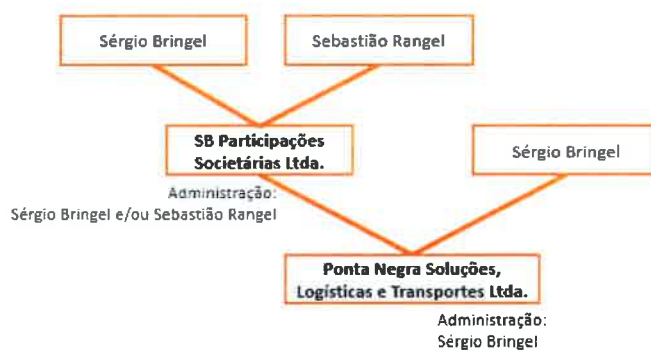 Sérgio Bringel
Sebastião Rangel
SB Participações
Societárias Ltda.
Sérgio Bringel
Administração:
Sérgio Bringel e/ou Sebastião Rangel
Ponta Negra Soluções,
Logísticas e Transportes Ltda.
Administração:
Sérgio Bringel